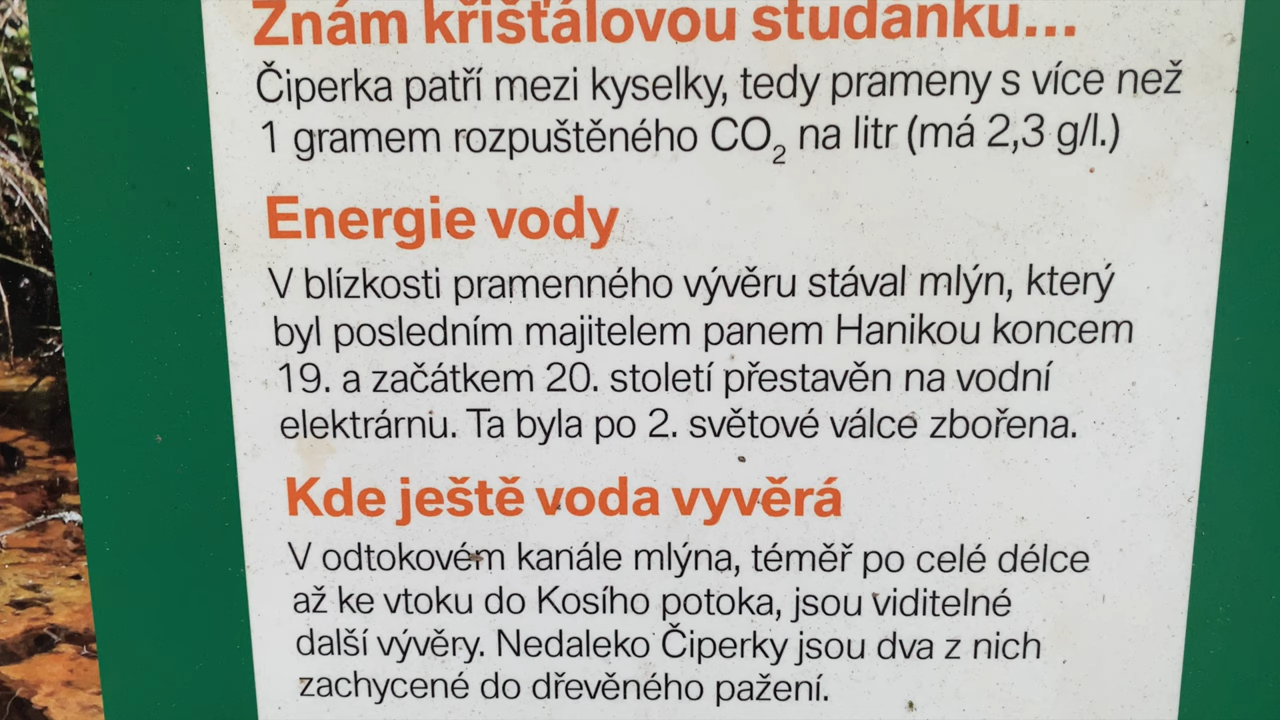 Znám křišťálovou studánku...
Čiperka patří mezi kyselky, tedy prameny s více než
1 gramem rozpuštěného CO₂ na litr (má 2,3 g/l.)
Energie vody
V blízkosti pramenného vývěru stával mlýn, který
byl posledním majitelem panem Hanikou koncem
19. a začátkem 20. století přestavěn na vodní
elektrárnu. Ta byla po 2. světové válce zbořena.
Kde ještě voda vyvěrá
V odtokovém kanále mlýna, téměř po celé délce
až ke vtoku do Kosího potoka, jsou viditelné
další vývěry. Nedaleko Čiperky jsou dva z nich
zachycené do dřevěného pažení.